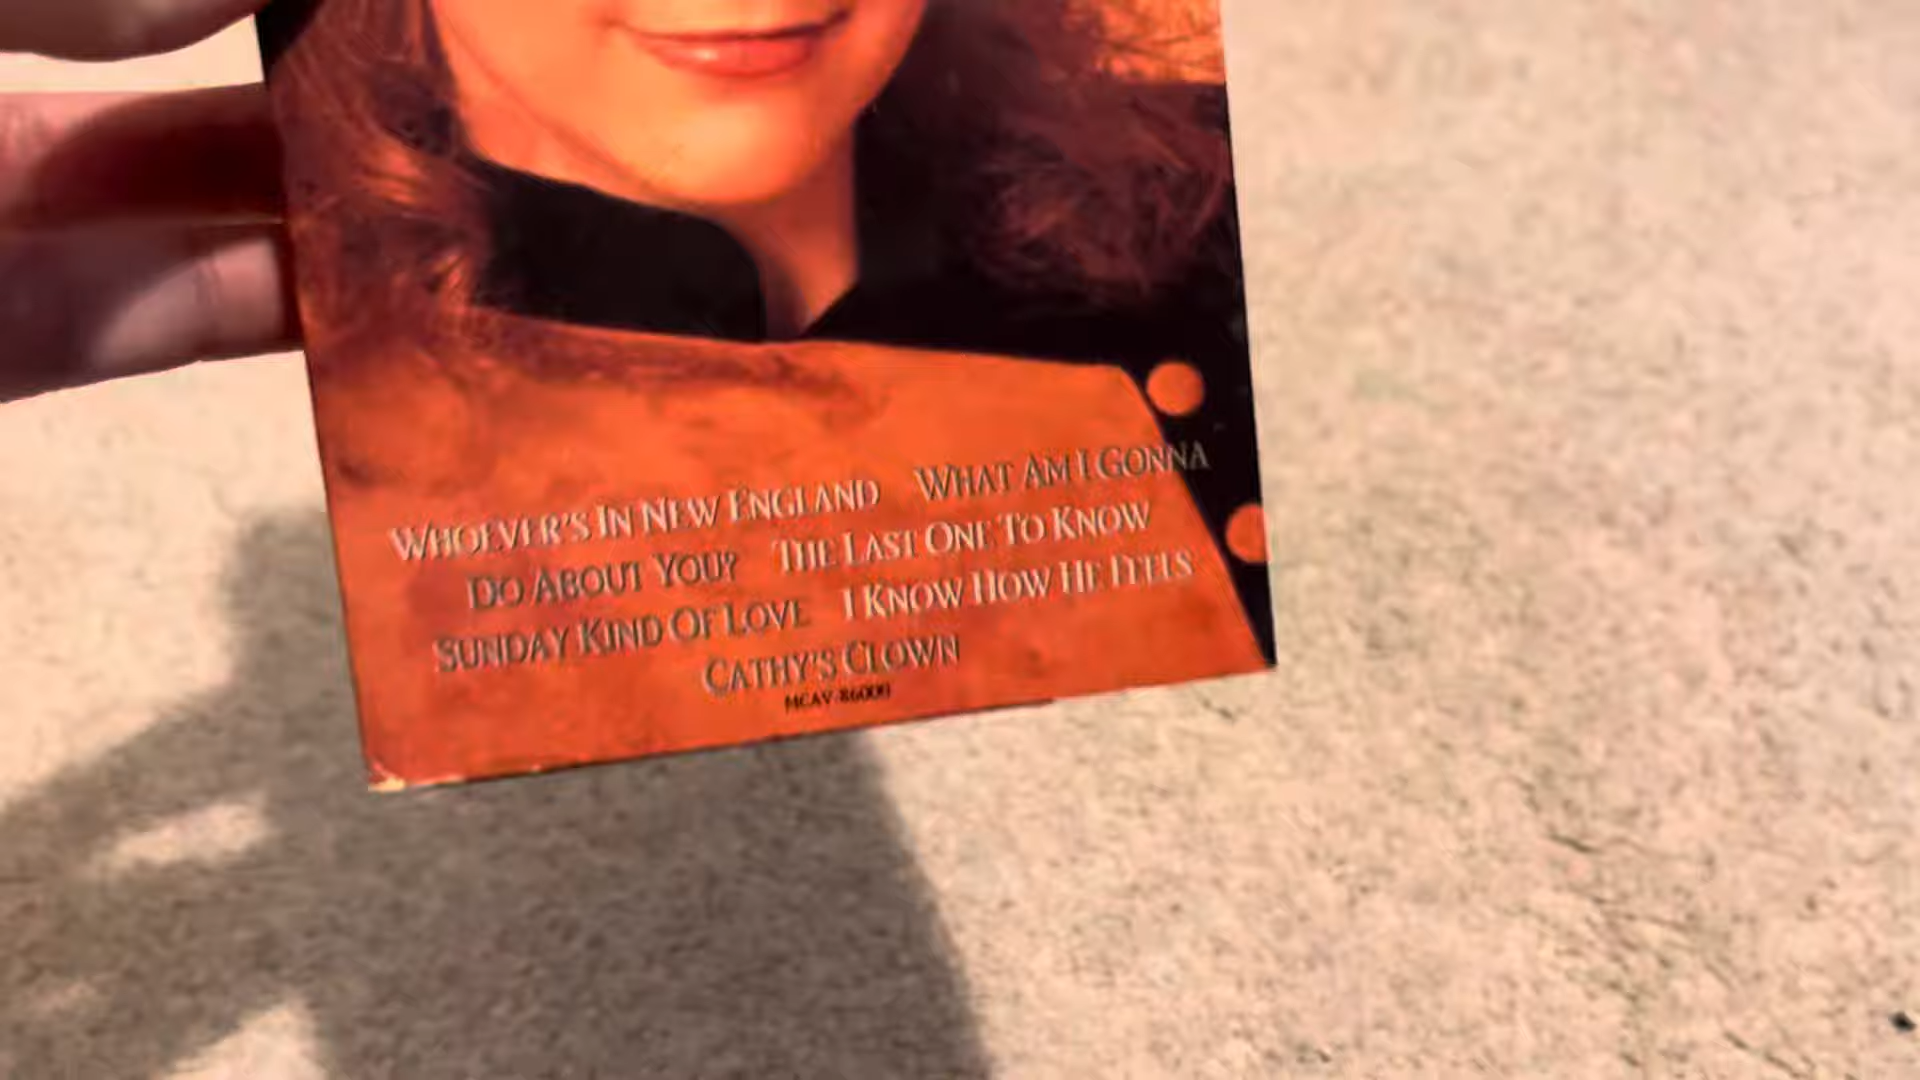 WHOEVER'S IN NEW ENGLAND WHAT AM I GONNA
DO ABOUT YOU? THE LAST ONE TO KNOW
SUNDAY KIND OF LOVE I KNOW HOW HE FEELS
CATHY'S CLOWN
MCAV-86000